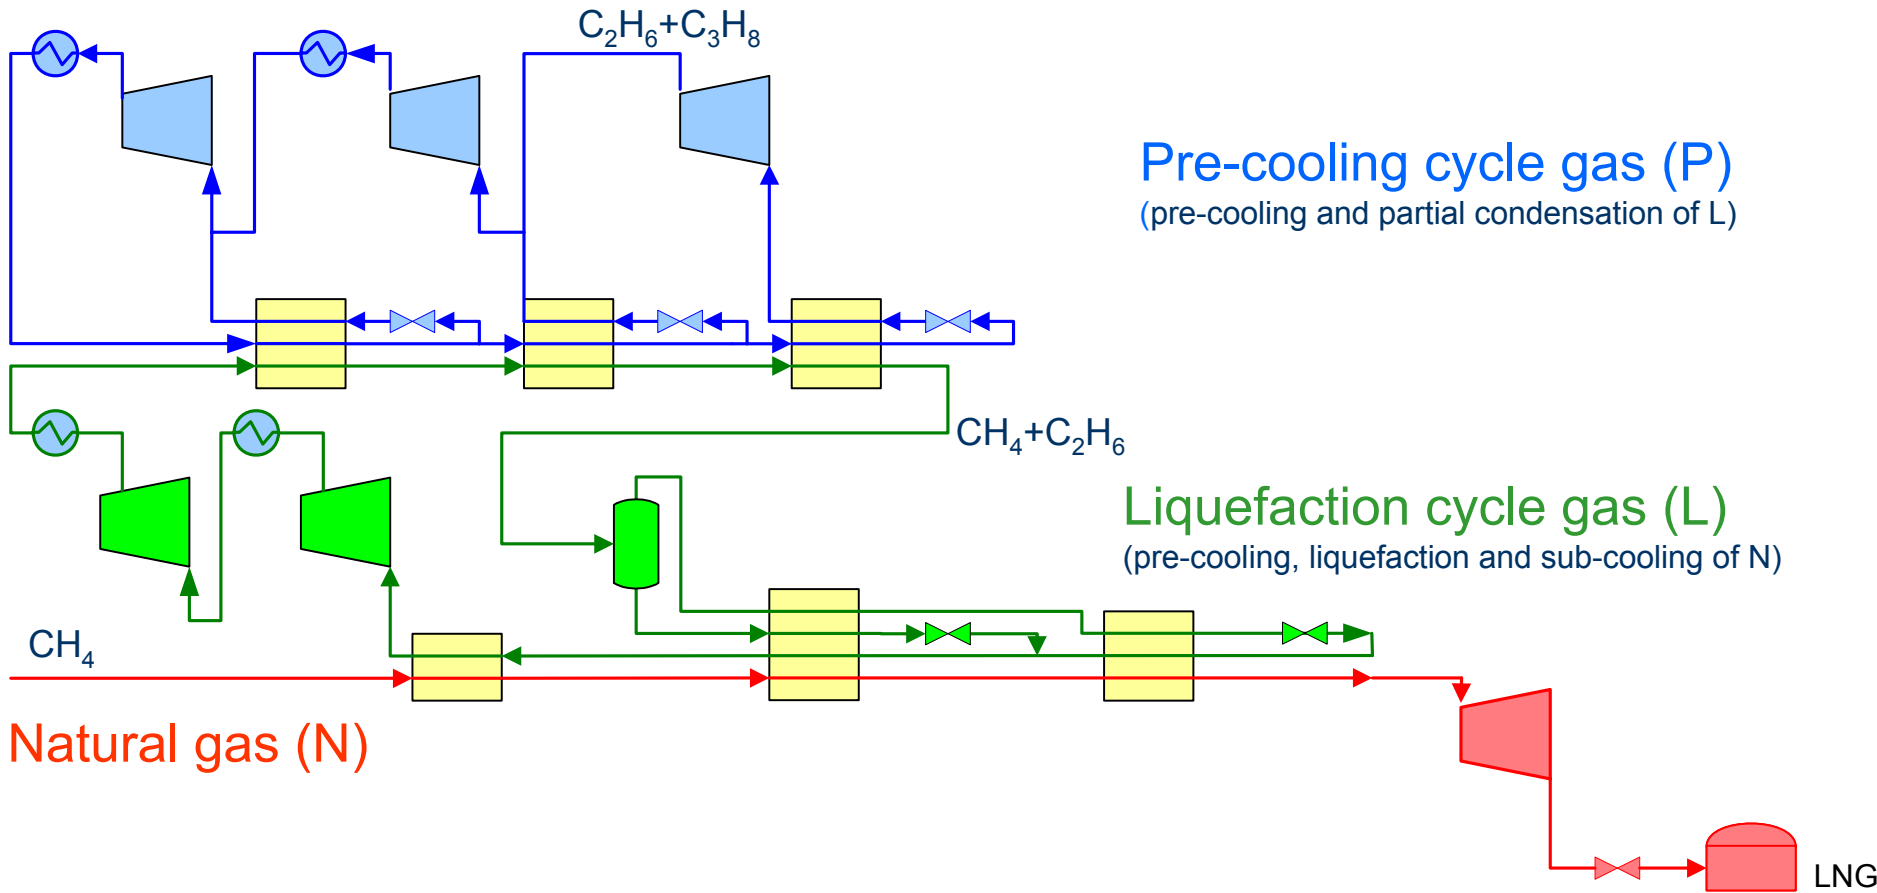 C₂H₆+C₃H₈
Pre-cooling cycle gas (P)
(pre-cooling and partial condensation of L)
CH₄+C₂H₆
Liquefaction cycle gas (L)
(pre-cooling, liquefaction and sub-cooling of N)
CH₄
Natural gas (N)
LNG